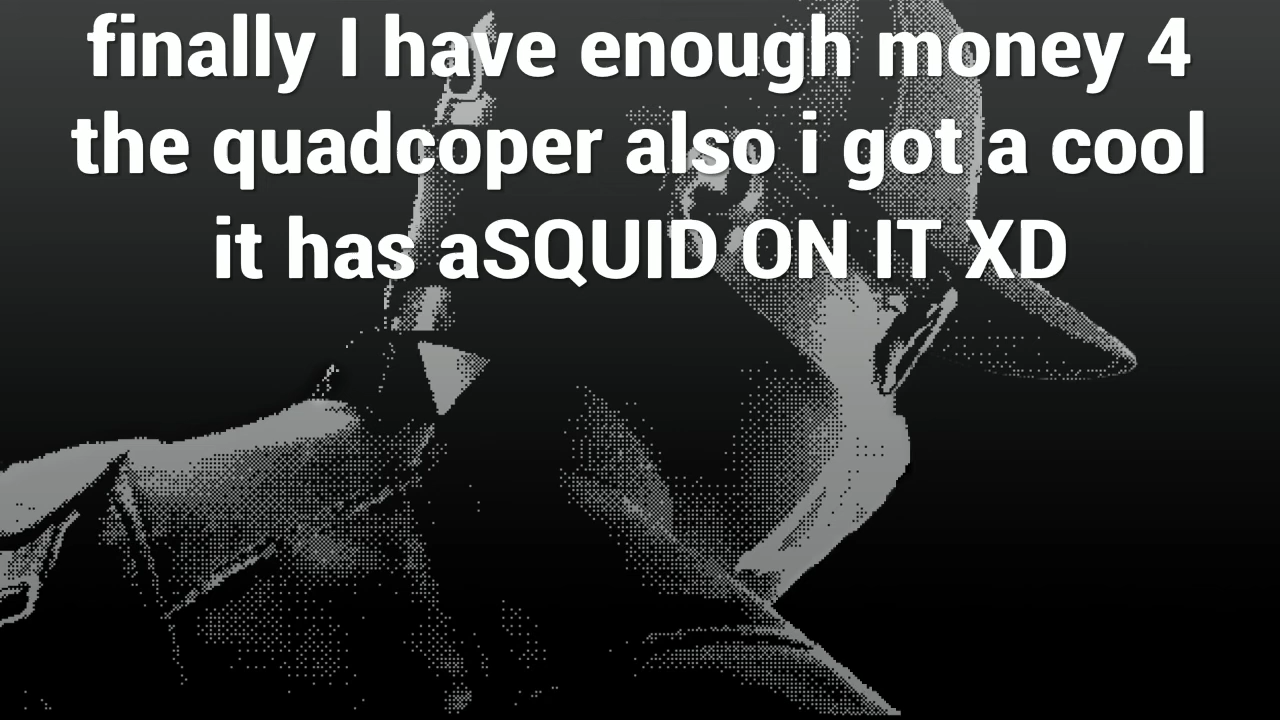 finally I have enough money 4
the quadcoper also i got a cool
it has aSQUID ON IT XD